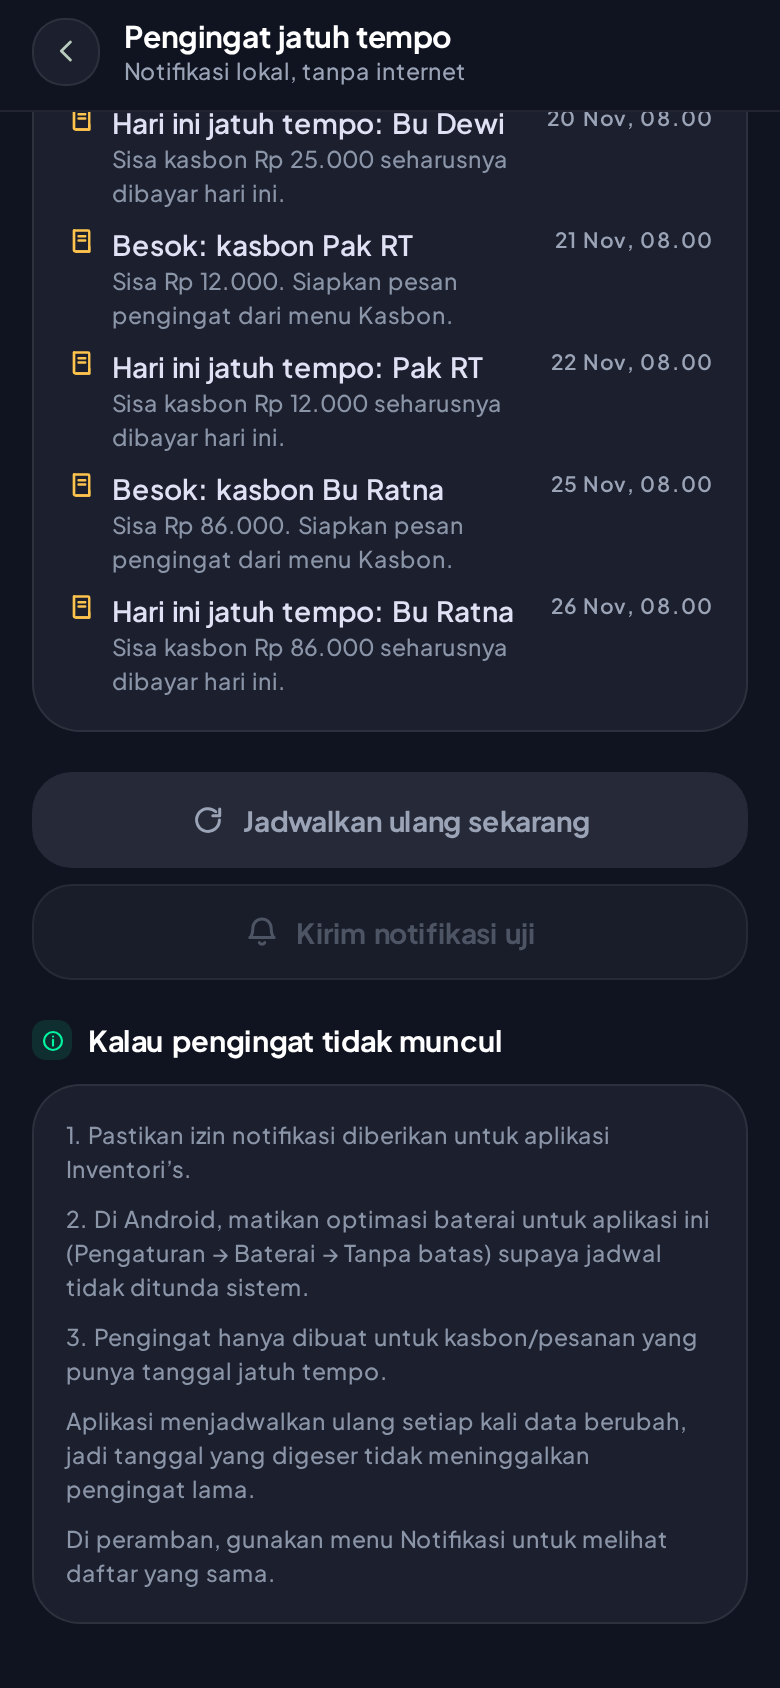 Pengingat jatuh tempo
Notifikasi lokal, tanpa internet
Hari ini jatuh tempo: Bu Dewi
20 Nov, 08.00
Sisa kasbon Rp 25.000 seharusnya
dibayar hari ini.
Besok: kasbon Pak RT
21 Nov, 08.00
Sisa Rp 12.000. Siapkan pesan
pengingat dari menu Kasbon.
Hari ini jatuh tempo: Pak RT
22 Nov, 08.00
Sisa kasbon Rp 12.000 seharusnya
dibayar hari ini.
Besok: kasbon Bu Ratna
25 Nov, 08.00
Sisa Rp 86.000. Siapkan pesan
pengingat dari menu Kasbon.
Hari ini jatuh tempo: Bu Ratna
26 Nov, 08.00
Sisa kasbon Rp 86.000 seharusnya
dibayar hari ini.
Jadwalkan ulang sekarang
Kirim notifikasi uji
Kalau pengingat tidak muncul
1. Pastikan izin notifikasi diberikan untuk aplikasi
Inventori’s.
2. Di Android, matikan optimasi baterai untuk aplikasi ini
(Pengaturan → Baterai → Tanpa batas) supaya jadwal
tidak ditunda sistem.
3. Pengingat hanya dibuat untuk kasbon/pesanan yang
punya tanggal jatuh tempo.
Aplikasi menjadwalkan ulang setiap kali data berubah,
jadi tanggal yang digeser tidak meninggalkan
pengingat lama.
Di peramban, gunakan menu Notifikasi untuk melihat
daftar yang sama.